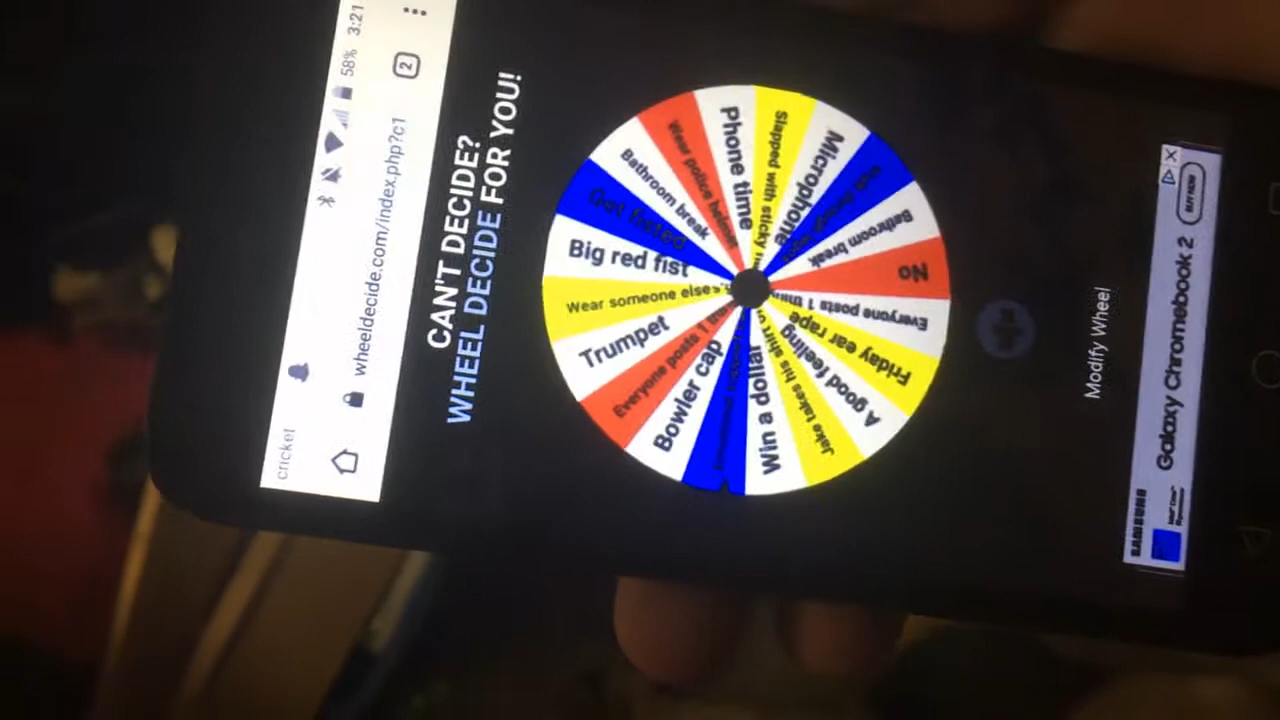 cricket
58% 3:21
wheeldecide.com/index.php?c1
2
CAN'T DECIDE?
WHEEL DECIDE FOR YOU!
Phone time
Slapped with sticky
Microphone
Bathroom break
No
Everyone posts 1 thing
Friday ear rape
A good feeling
Jake takes his shirt
Win a dollar
Bowler cap
Everyone posts 1
Trumpet
Wear someone else's
Big red fist
Get fisted
Bathroom break
Wear police helmet
Modify Wheel
SAMSUNG
Galaxy Chromebook 2
BUY NOW